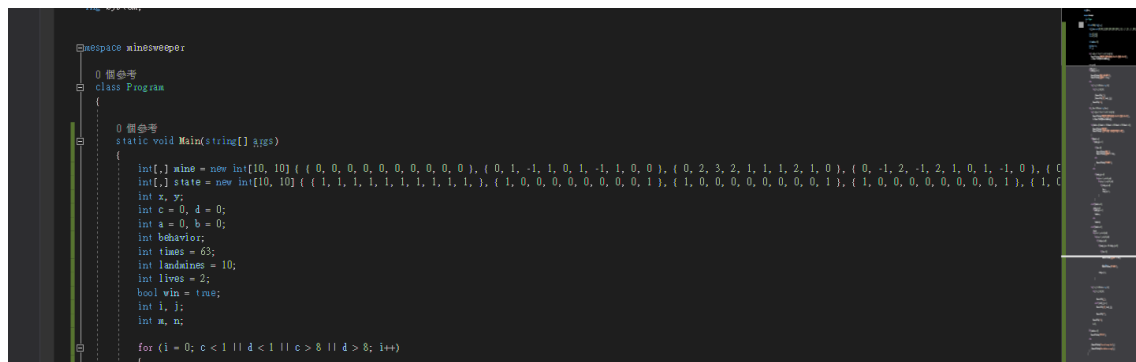 ing System;
mespace minesweeper
0 個參考
class Program
{
0 個參考
static void Main(string[] args)
{
int[,] mine = new int[10, 10] { { 0, 0, 0, 0, 0, 0, 0, 0, 0, 0 }, { 0, 1, -1, 1, 0, 1, -1, 1, 0, 0 }, { 0, 2, 3, 2, 1, 1, 1, 2, 1, 0 }, { 0, -1, 2, -1, 2, 1, 0, 1, -1, 0 }, { 0
int[,] state = new int[10, 10] { { 1, 1, 1, 1, 1, 1, 1, 1, 1, 1, }, { 1, 0, 0, 0, 0, 0, 0, 0, 0, 1 }, { 1, 0, 0, 0, 0, 0, 0, 0, 0, 1 }, { 1, 0, 0, 0, 0, 0, 0, 0, 0, 1 }, { 1, 0
int x, y;
int c = 0, d = 0;
int a = 0, b = 0;
int behavior;
int times = 63;
int landmines = 10;
int lives = 2;
bool win = true;
int i, j;
int m, n;
for (i = 0; c < 1 || d < 1 || c > 8 || d > 8; i++)